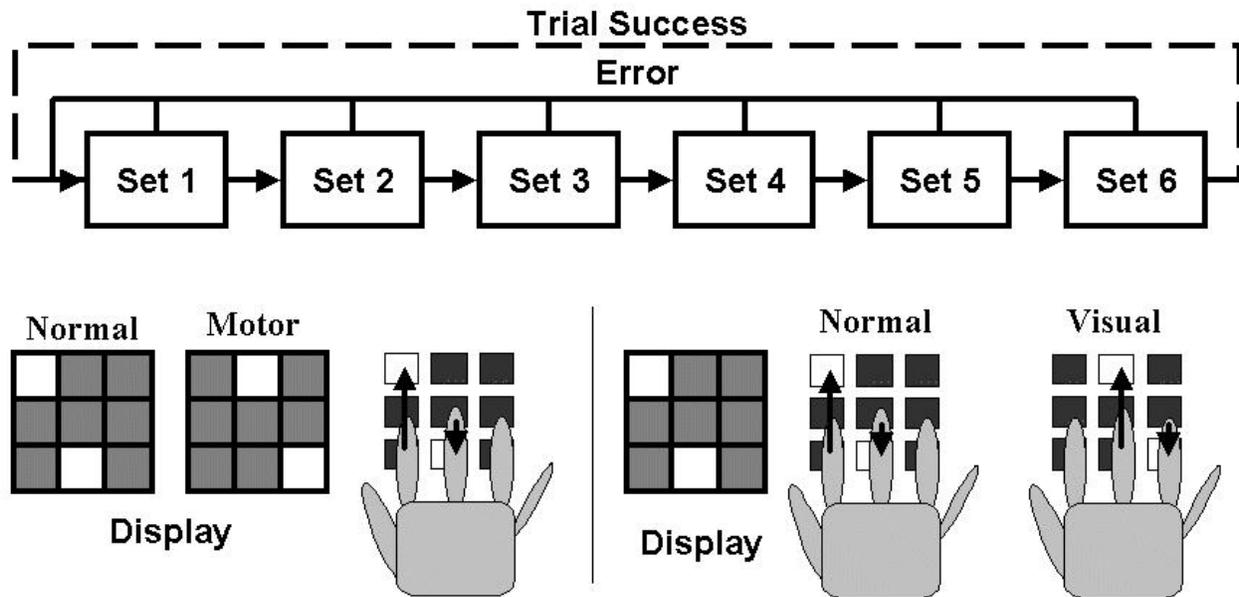 Trial Success
Error
Set 1 Set 2 Set 3 Set 4 Set 5 Set 6
Normal Motor
Display
Normal Visual
Display